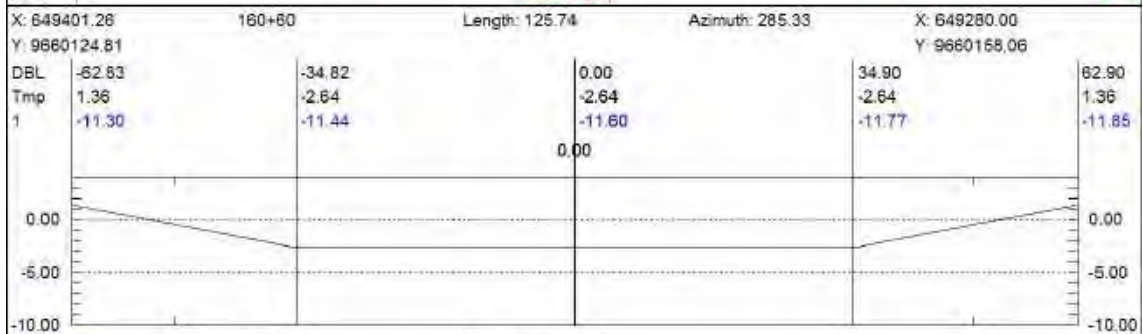 X: 649401.26 160+60 Length: 125.74 Azimuth: 285.33 X: 649280.00
Y: 9660124.81 Y: 9660158.06
DBL -62.83 -34.82 0.00 34.90 62.90
Tmp 1.36 -2.64 -2.64 -2.64 1.36
1 -11.30 -11.44 -11.60 -11.77 -11.85
0.00
0.00 0.00
-5.00 -5.00
-10.00 -10.00